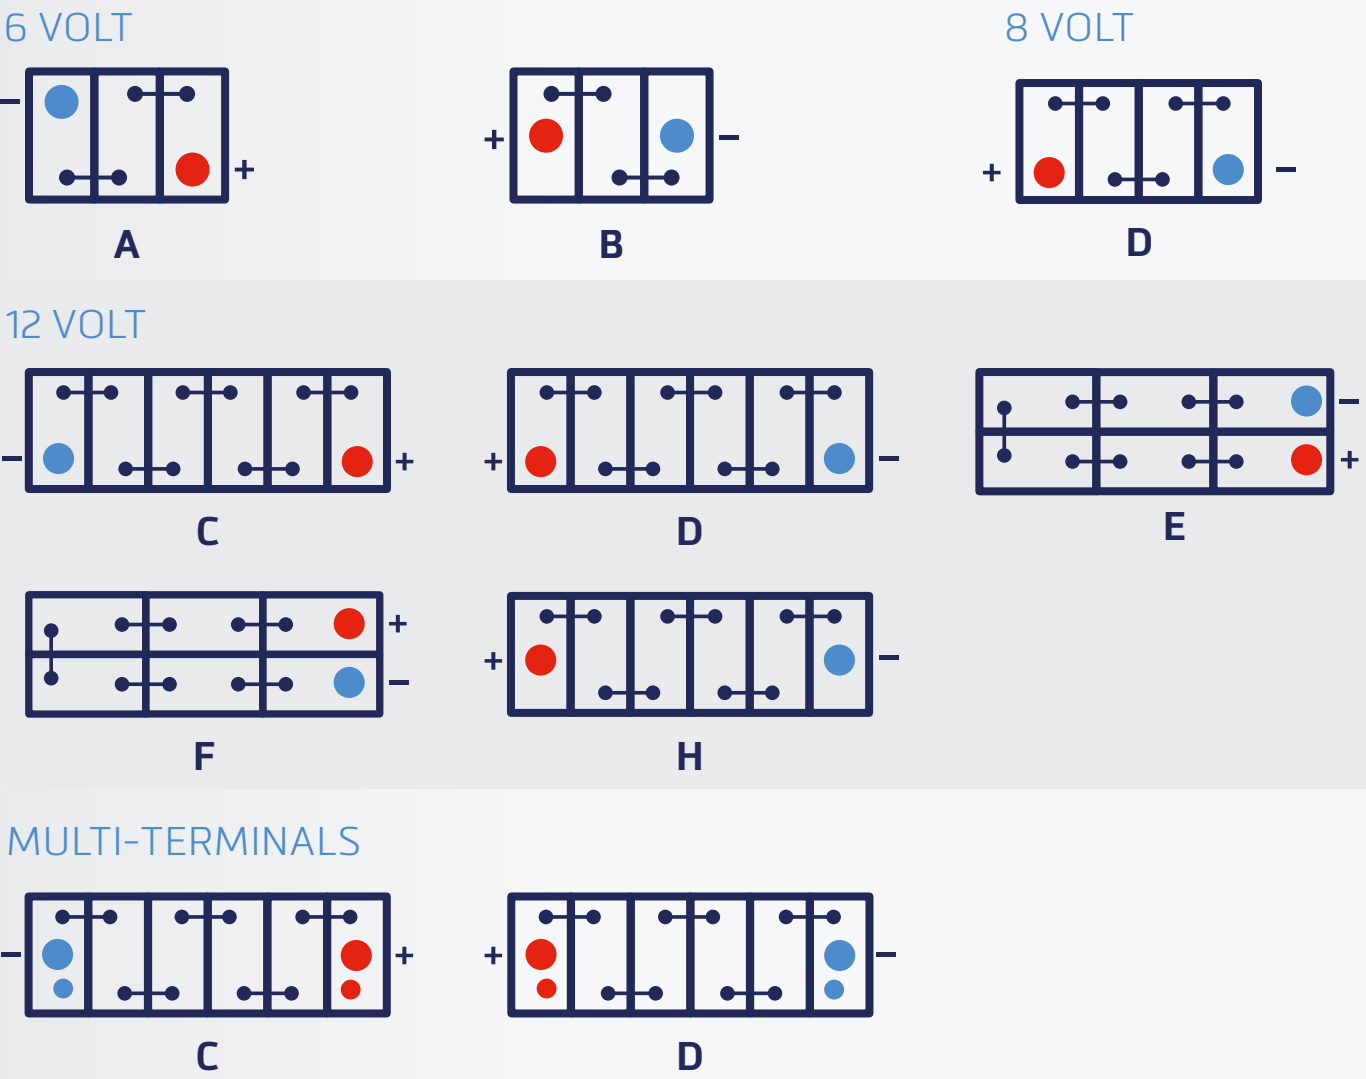 6 VOLT
8 VOLT
− +
+ −
+ −
A
B
D
12 VOLT
− +
+ −
−
+
C
D
E
+
−
+ −
F
H
MULTI-TERMINALS
− +
+ −
C
D